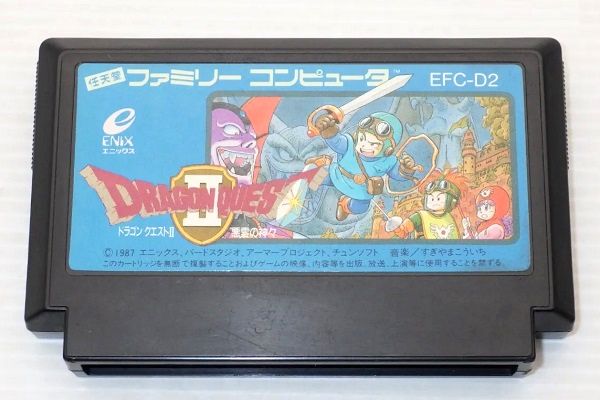 任天堂 ファミリー コンピュータ™ EFC-D2
ENIX
エニックス
DRAGON QUEST
II
ドラゴンクエストII 悪霊の神々
©1987 エニックス, バードスタジオ, アーマープロジェクト, チュンソフト 音楽/すぎやまこういち
このカートリッジを無断で複製することおよびゲームの映像、内容等を出版、放送、上演等に使用することを禁ずる。